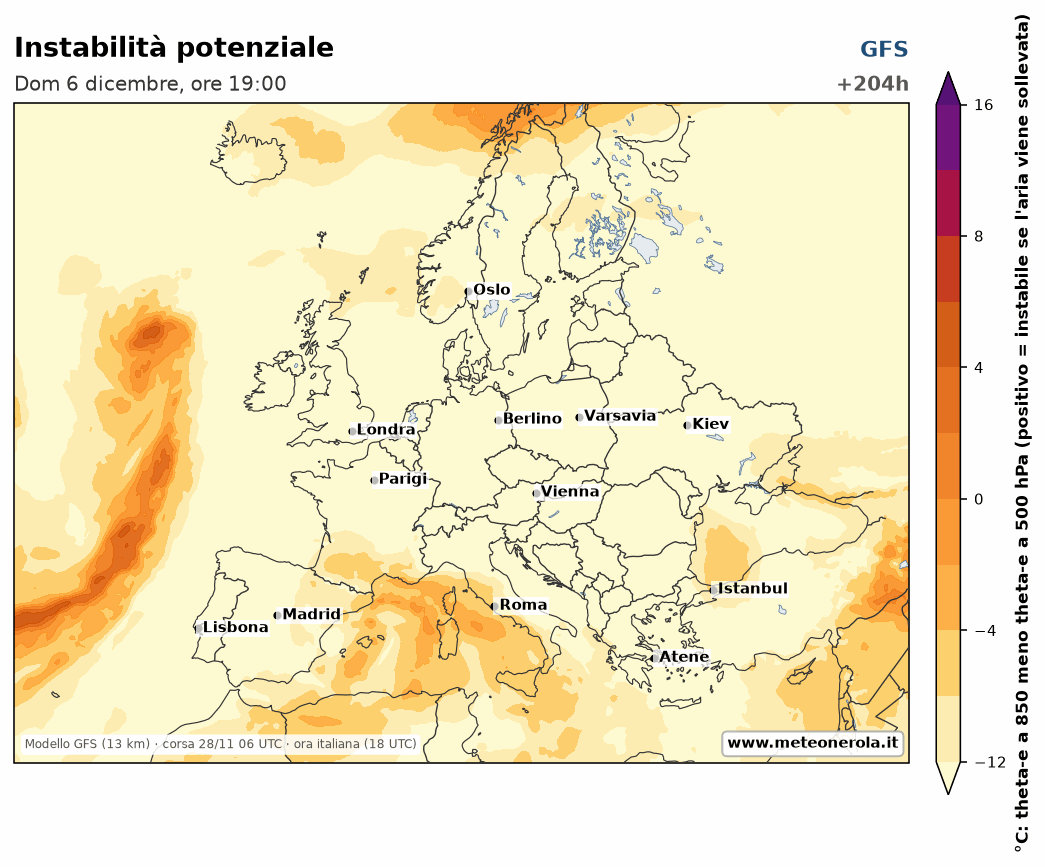 Instabilità potenziale
GFS
Dom 6 dicembre, ore 19:00
+204h
Oslo
Berlino
Varsavia
Kiev
Londra
Parigi
Vienna
Istanbul
Roma
Madrid
Lisbona
Atene
Modello GFS (13 km) · corsa 28/11 06 UTC · ora italiana (18 UTC)
www.meteonerola.it
16
8
4
0
−4
−12
°C: theta-e a 850 meno theta-e a 500 hPa (positivo = instabile se l'aria viene sollevata)